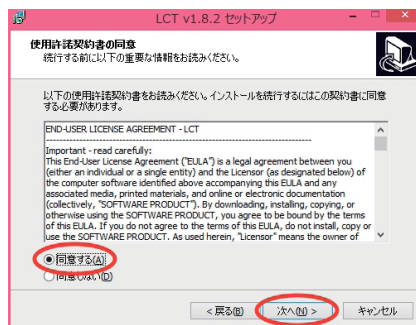 LCT v1.8.2 セットアップ
使用許諾契約書の同意
続行する前に以下の重要な情報をお読みください。
以下の使用許諾契約書をお読みください。インストールを続行するにはこの契約書に同意
する必要があります。
END-USER LICENSE AGREEMENT - LCT
--------------------------------------------------------------------
Important - read carefully:
This End-User License Agreement ("EULA") is a legal agreement between you
(either an individual or a single entity) and the Licensor (as designated below) of
the computer software identified above accompanying this EULA and any
associated media, printed materials, and online or electronic documentation
(collectively, "SOFTWARE PRODUCT"). By downloading, installing, copying, or
otherwise using the SOFTWARE PRODUCT, you agree to be bound by the terms
of this EULA. If you do not agree to the terms of this EULA, do not install, copy or
use the SOFTWARE PRODUCT. As used herein, "Licensor" means the owner of
同意する(A)
同意しない(D)
< 戻る(B)
次へ(N) >
キャンセル